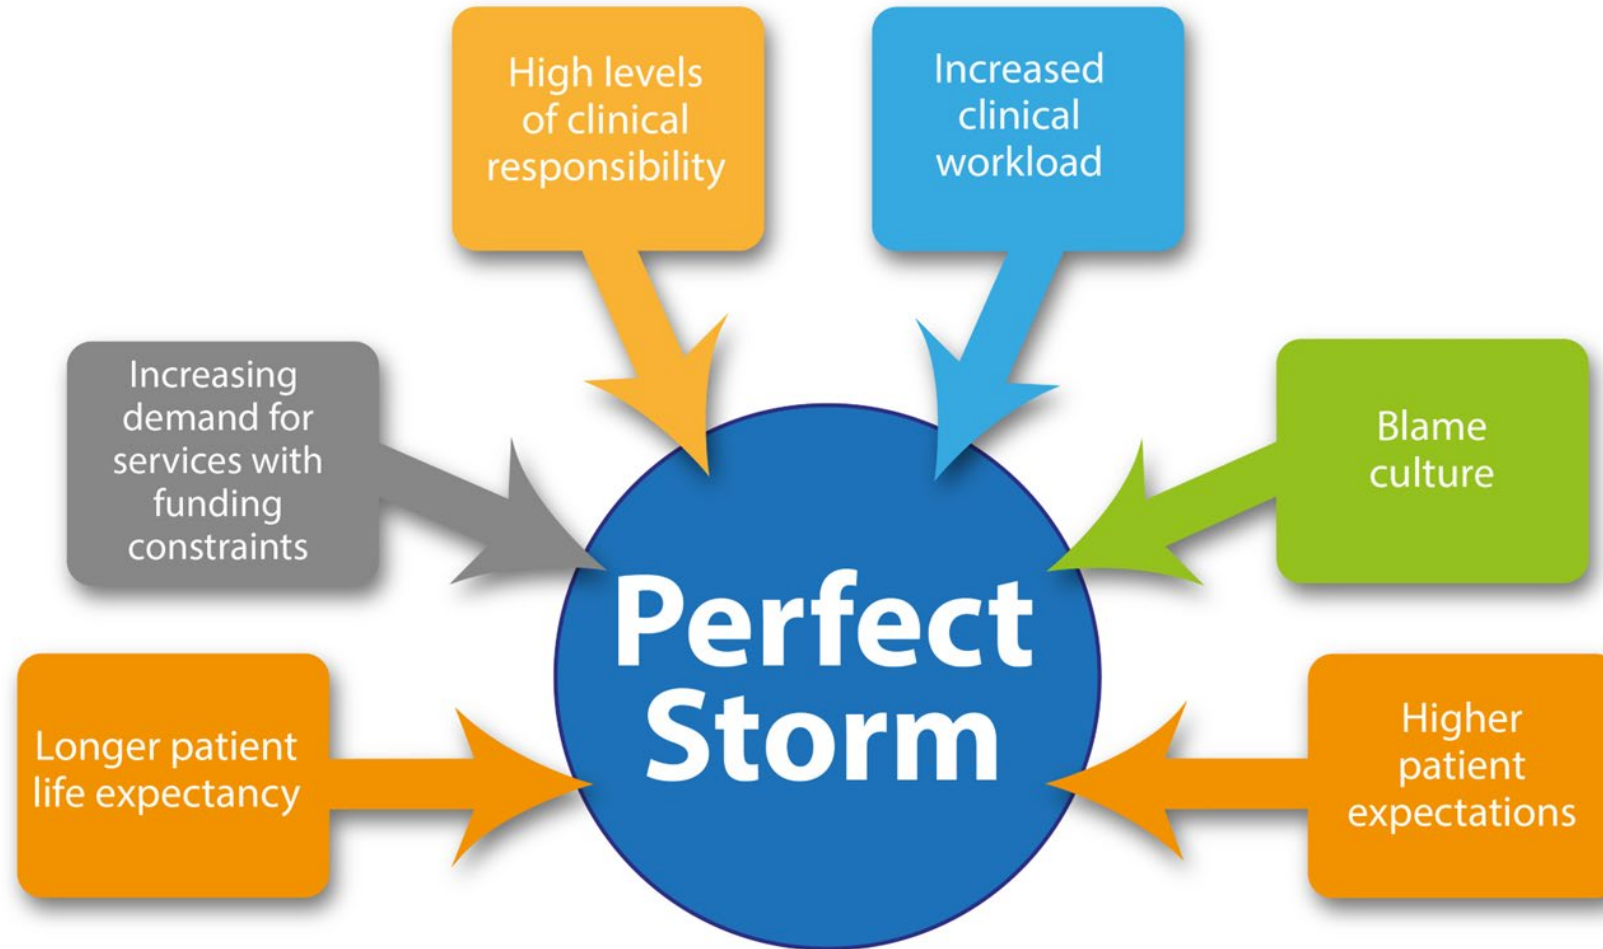 High levels
of clinical
responsibility
Increased
clinical
workload
Increasing
demand for
services with
funding
constraints
Blame
culture
Perfect
Storm
Longer patient
life expectancy
Higher
patient
expectations